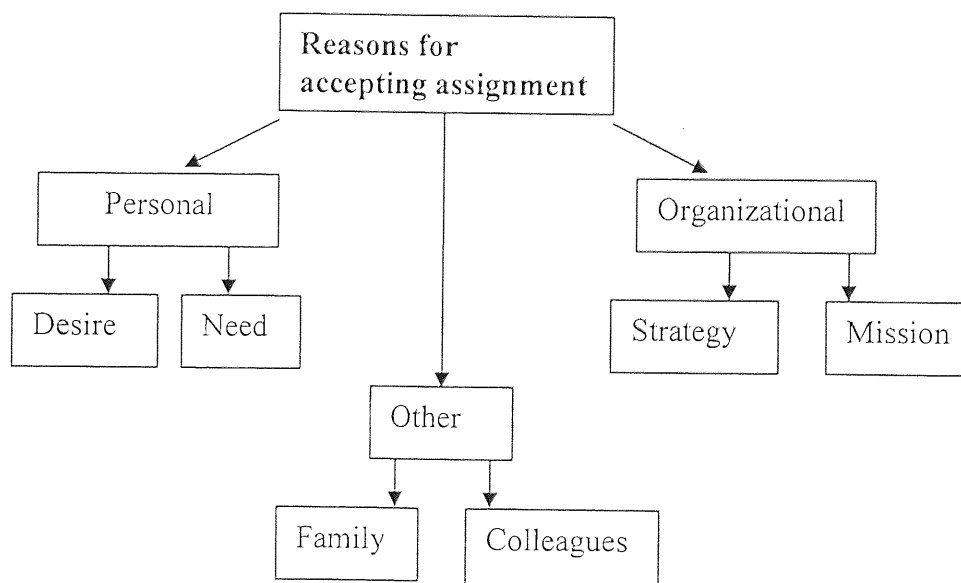 Reasons for
accepting assignment
Personal
Organizational
Desire
Need
Strategy
Mission
Other
Family
Colleagues